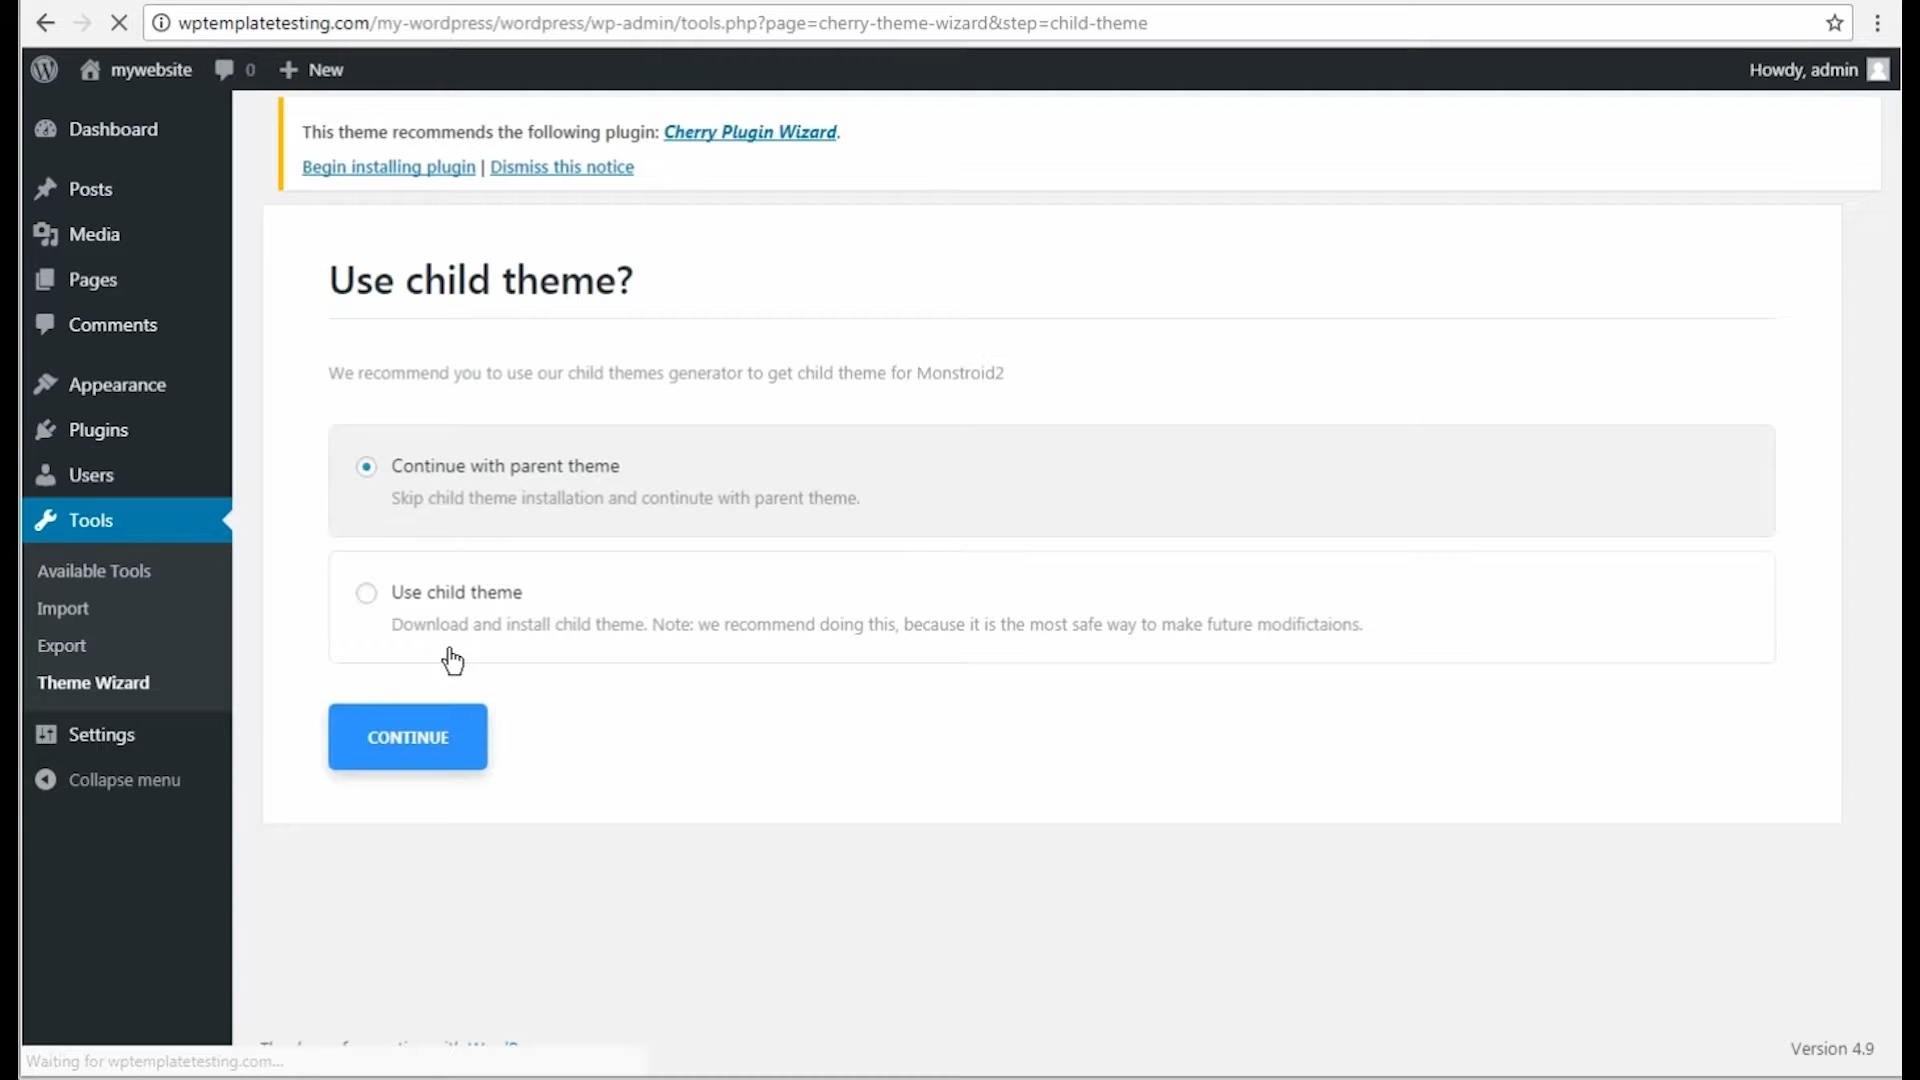 wptemplatetesting.com/my-wordpress/wordpress/wp-admin/tools.php?page=cherry-theme-wizard&step=child-theme
mywebsite 0 New Howdy, admin
Dashboard
Posts
Media
Pages
Comments
Appearance
Plugins
Users
Tools
Available Tools
Import
Export
Theme Wizard
Settings
Collapse menu
This theme recommends the following plugin: Cherry Plugin Wizard.
Begin installing plugin | Dismiss this notice
Use child theme?
We recommend you to use our child themes generator to get child theme for Monstroid2
Continue with parent theme
Skip child theme installation and continute with parent theme.
Use child theme
Download and install child theme. Note: we recommend doing this, because it is the most safe way to make future modifictaions.
CONTINUE
Version 4.9
Waiting for wptemplatetesting.com...